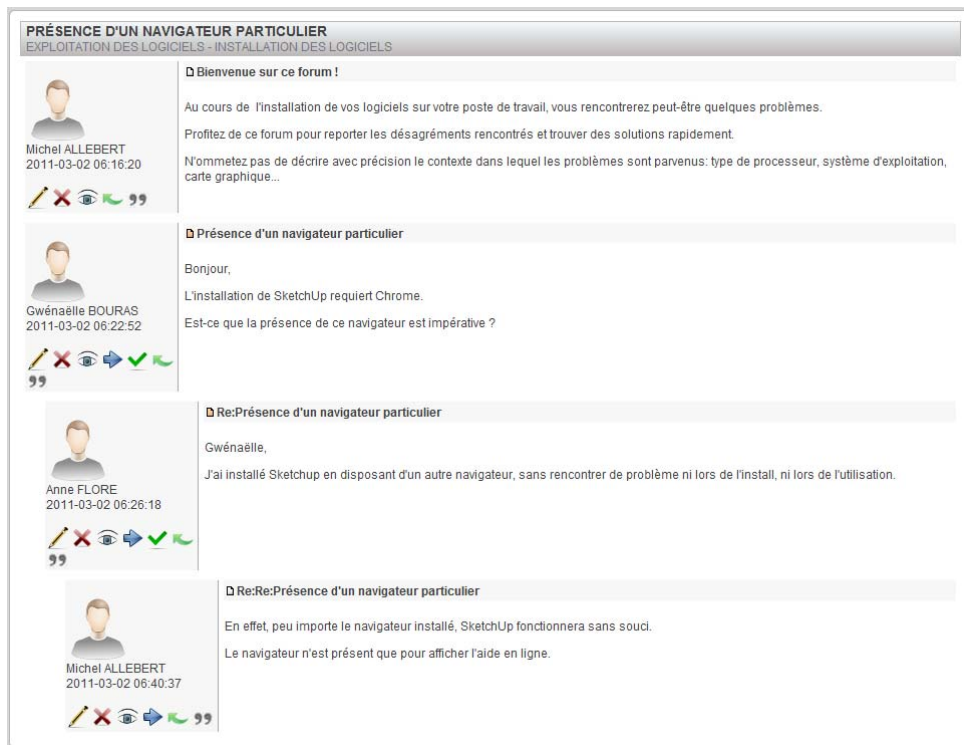 PRÉSENCE D'UN NAVIGATEUR PARTICULIER
EXPLOITATION DES LOGICIELS - INSTALLATION DES LOGICIELS
Michel ALLEBERT
2011-03-02 06:16:20
Bienvenue sur ce forum !
Au cours de l'installation de vos logiciels sur votre poste de travail, vous rencontrerez peut-être quelques problèmes.
Profitez de ce forum pour reporter les désagréments rencontrés et trouver des solutions rapidement.
N'ommetez pas de décrire avec précision le contexte dans lequel les problèmes sont parvenus: type de processeur, système d'exploitation,
carte graphique...
Gwénaëlle BOURAS
2011-03-02 06:22:52
Présence d'un navigateur particulier
Bonjour,
L'installation de SketchUp requiert Chrome.
Est-ce que la présence de ce navigateur est impérative ?
Anne FLORE
2011-03-02 06:26:18
Re:Présence d'un navigateur particulier
Gwénaëlle,
J'ai installé Sketchup en disposant d'un autre navigateur, sans rencontrer de problème ni lors de l'install, ni lors de l'utilisation.
Michel ALLEBERT
2011-03-02 06:40:37
Re:Re:Présence d'un navigateur particulier
En effet, peu importe le navigateur installé, SketchUp fonctionnera sans souci.
Le navigateur n'est présent que pour afficher l'aide en ligne.